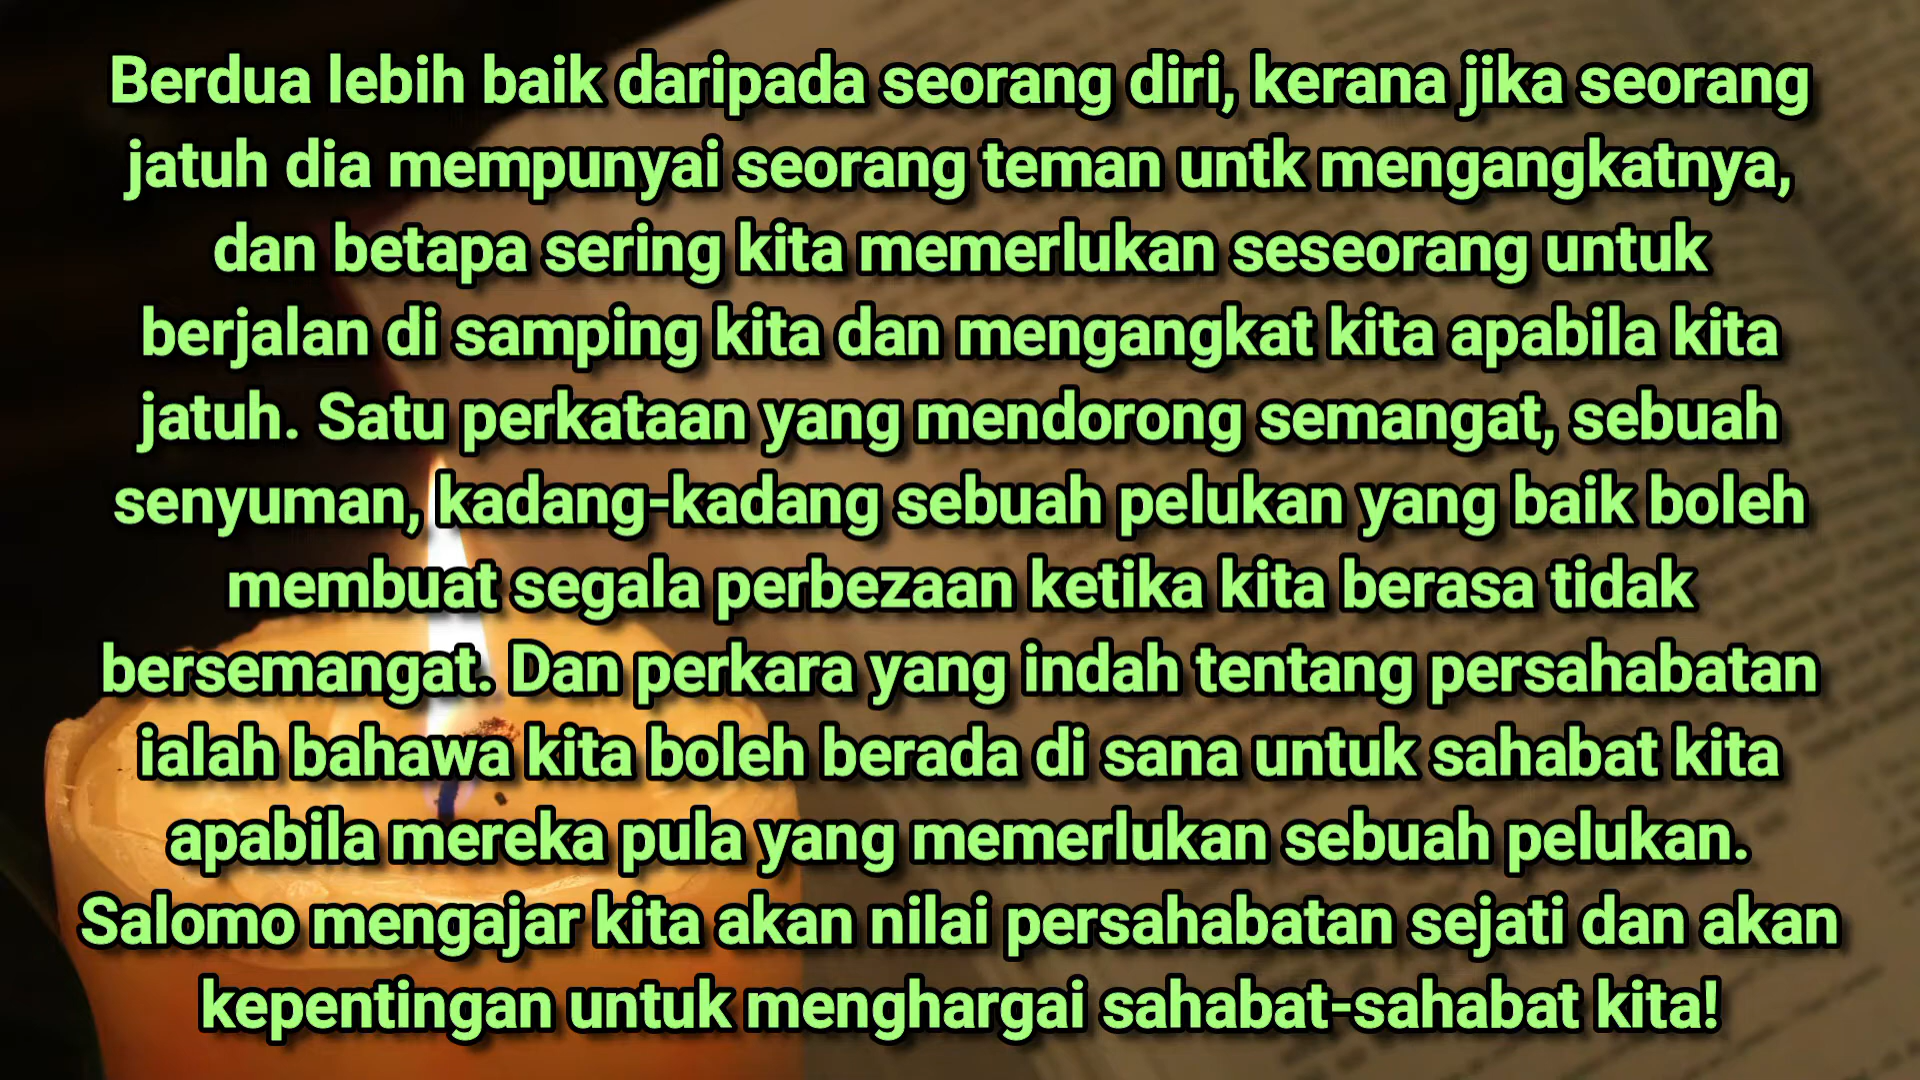 Berdua lebih baik daripada seorang diri, kerana jika seorang
jatuh dia mempunyai seorang teman untk mengangkatnya,
dan betapa sering kita memerlukan seseorang untuk
berjalan di samping kita dan mengangkat kita apabila kita
jatuh. Satu perkataan yang mendorong semangat, sebuah
senyuman, kadang-kadang sebuah pelukan yang baik boleh
membuat segala perbezaan ketika kita berasa tidak
bersemangat. Dan perkara yang indah tentang persahabatan
ialah bahawa kita boleh berada di sana untuk sahabat kita
apabila mereka pula yang memerlukan sebuah pelukan.
Salomo mengajar kita akan nilai persahabatan sejati dan akan
kepentingan untuk menghargai sahabat-sahabat kita!